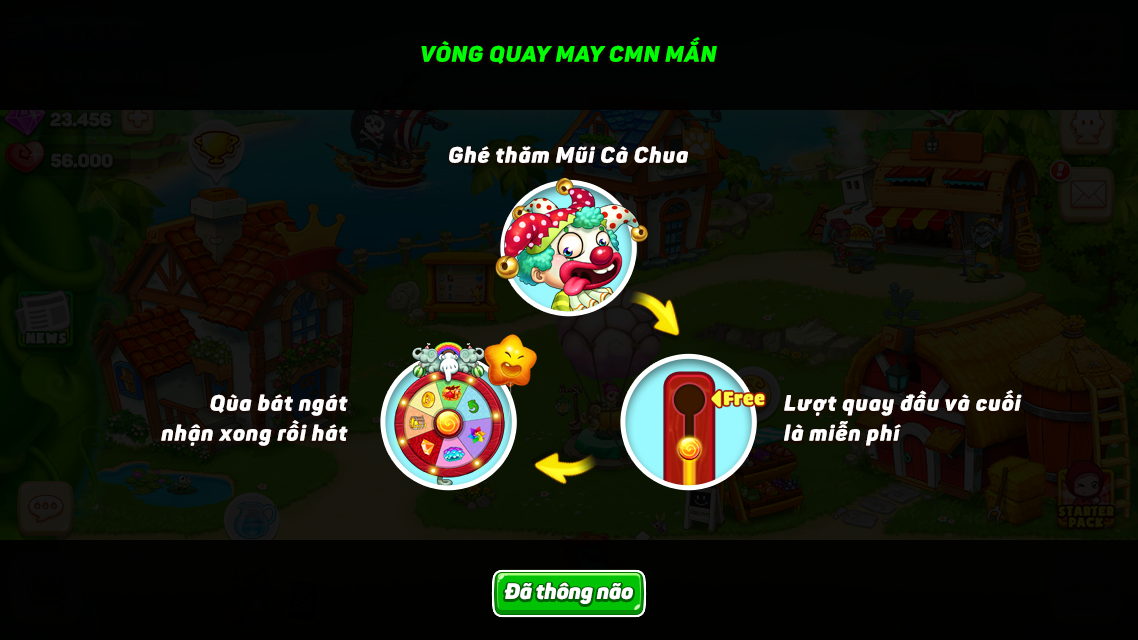 VÒNG QUAY MAY CMN MẮN
23.456
56.000
Ghé thăm Mũi Cà Chua
NEWS
Qùa bát ngát
nhận xong rồi hát
Free
Lượt quay đầu và cuối
là miễn phí
STARTER
PACK
Đã thông não